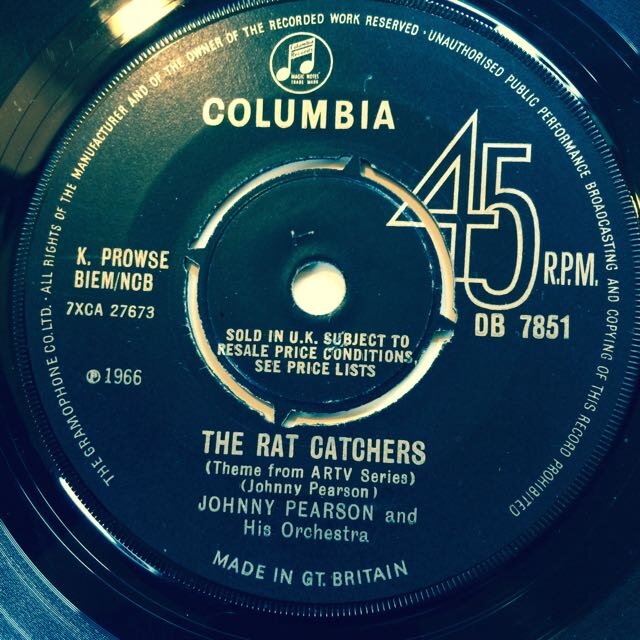 ALL RIGHTS OF THE MANUFACTURER AND OF THE OWNER OF THE RECORDED WORK RESERVED · UNAUTHORISED PUBLIC PERFORMANCE BROADCASTING AND COPYING OF THIS RECORD PROHIBITED
THE GRAMOPHONE CO. LTD. ·
MAGIC NOTES
TRADE MARK
COLUMBIA
45
R.P.M.
K. PROWSE
BIEM/NCB
7XCA 27673
DB 7851
SOLD IN U.K. SUBJECT TO
RESALE PRICE CONDITIONS,
SEE PRICE LISTS
℗ 1966
THE RAT CATCHERS
(Theme from ARTV Series)
(Johnny Pearson)
JOHNNY PEARSON and
His Orchestra
MADE IN GT. BRITAIN